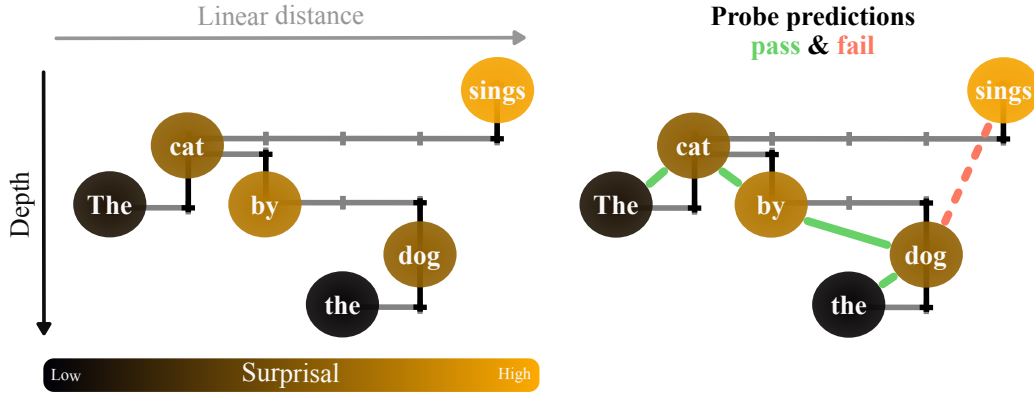 Linear distance
Depth
sings
cat
The
by
dog
the
Low
Surprisal
High
Probe predictions
pass & fail
sings
cat
The
by
dog
the